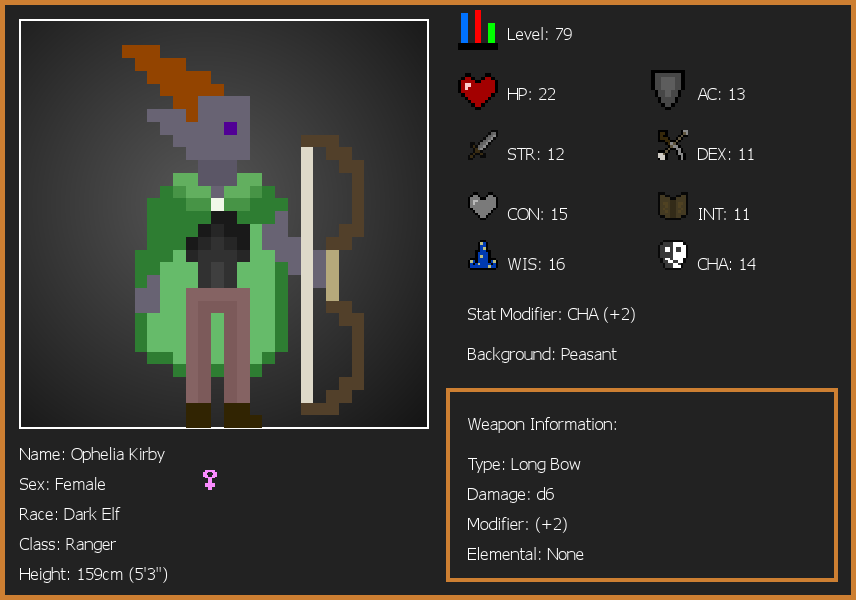 Level: 79
HP: 22
AC: 13
STR: 12
DEX: 11
CON: 15
INT: 11
WIS: 16
CHA: 14
Stat Modifier: CHA (+2)
Background: Peasant
Weapon Information:
Type: Long Bow
Damage: d6
Modifier: (+2)
Elemental: None
Name: Ophelia Kirby
Sex: Female
Race: Dark Elf
Class: Ranger
Height: 159cm (5'3")